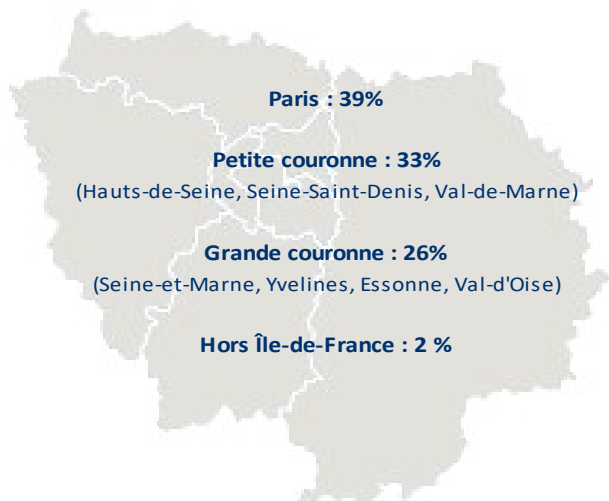 Paris : 39%
Petite couronne : 33%
(Hauts-de-Seine, Seine-Saint-Denis, Val-de-Marne)
Grande couronne : 26%
(Seine-et-Marne, Yvelines, Essonne, Val-d'Oise)
Hors Île-de-France : 2 %